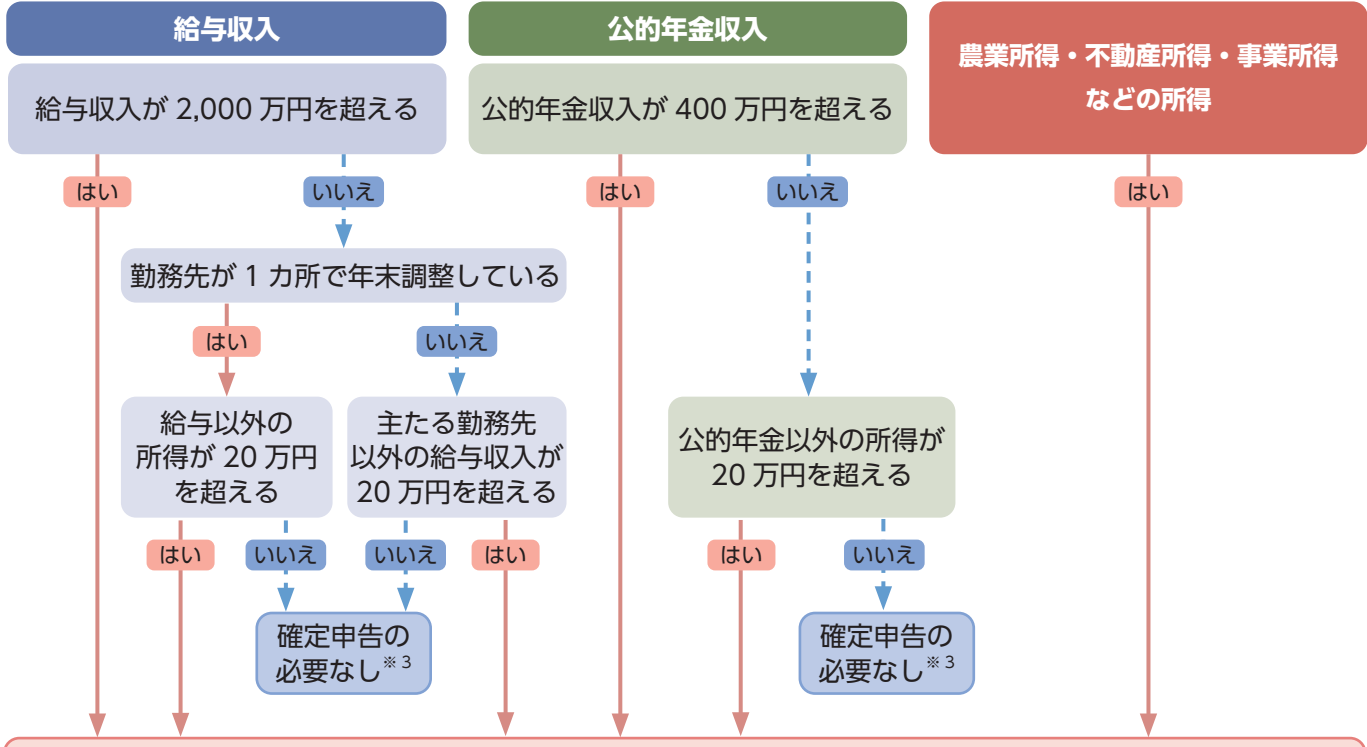 給与収入
給与収入が 2,000 万円を超える
はい
いいえ
勤務先が 1 カ所で年末調整している
はい
いいえ
給与以外の
所得が 20 万円
を超える
主たる勤務先
以外の給与収入が
20 万円を超える
はい
いいえ
いいえ
はい
確定申告の
必要なし※3
公的年金収入
公的年金収入が 400 万円を超える
はい
いいえ
公的年金以外の所得が
20 万円を超える
はい
いいえ
確定申告の
必要なし※3
農業所得・不動産所得・事業所得
などの所得
はい